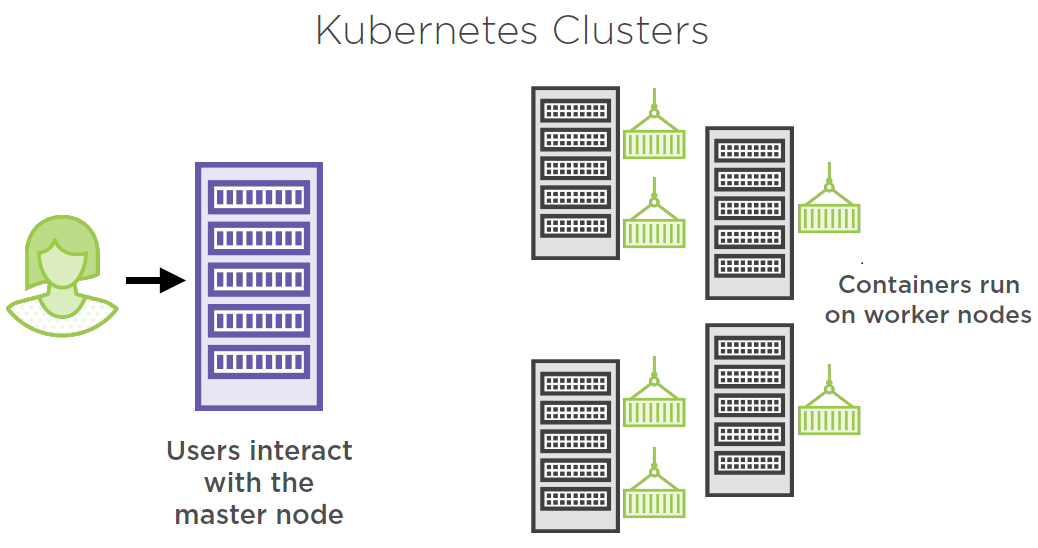 Kubernetes Clusters
Users interact
with the
master node
Containers run
on worker nodes